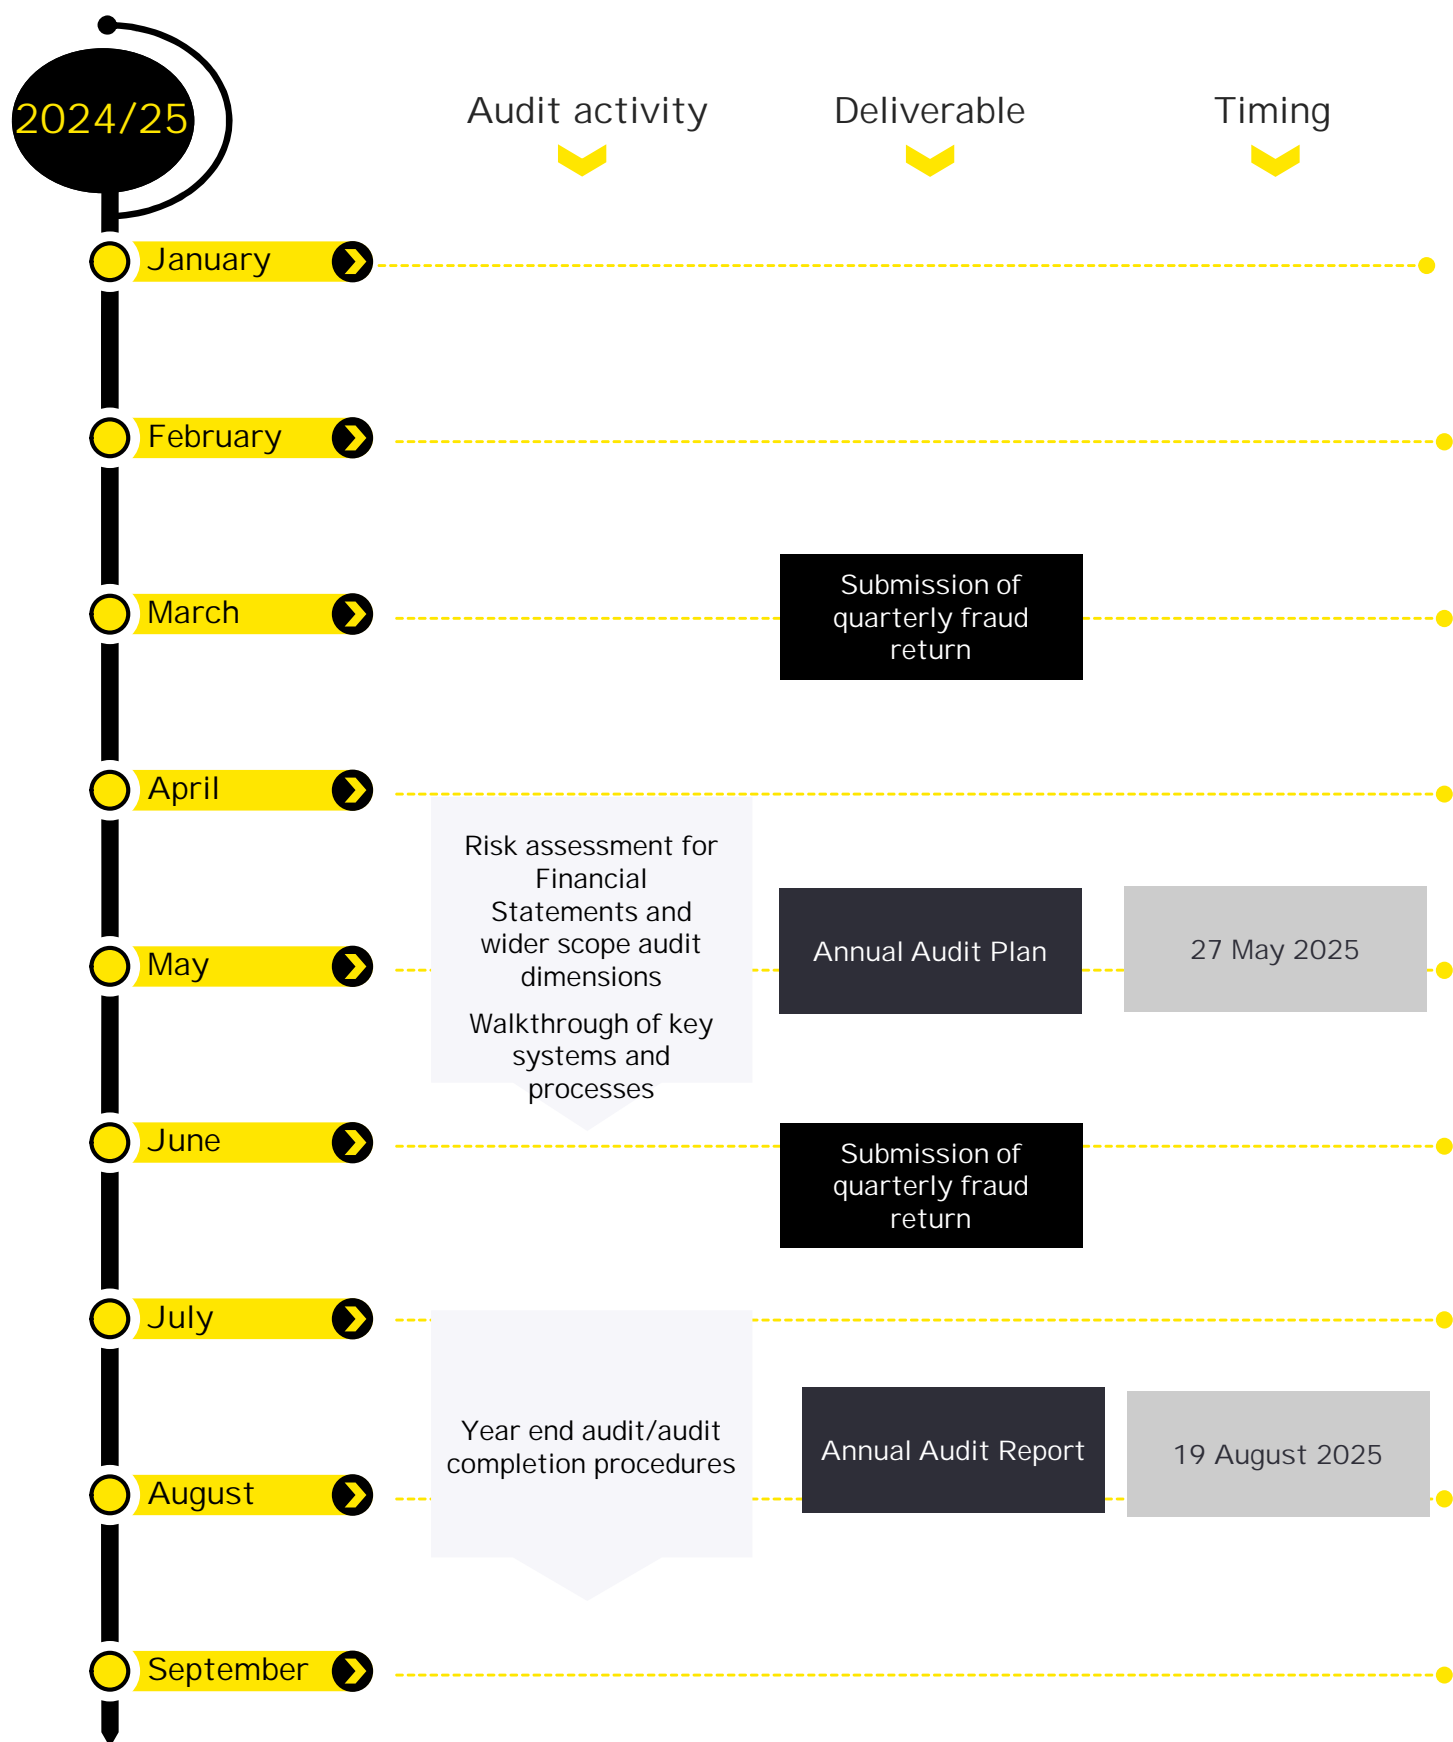 2024/25
Audit activity
Deliverable
Timing
January
February
March
Submission of
quarterly fraud
return
April
Risk assessment for
Financial
Statements and
wider scope audit
dimensions
Walkthrough of key
systems and
processes
May
Annual Audit Plan
27 May 2025
June
Submission of
quarterly fraud
return
July
Year end audit/audit
completion procedures
Annual Audit Report
19 August 2025
August
September